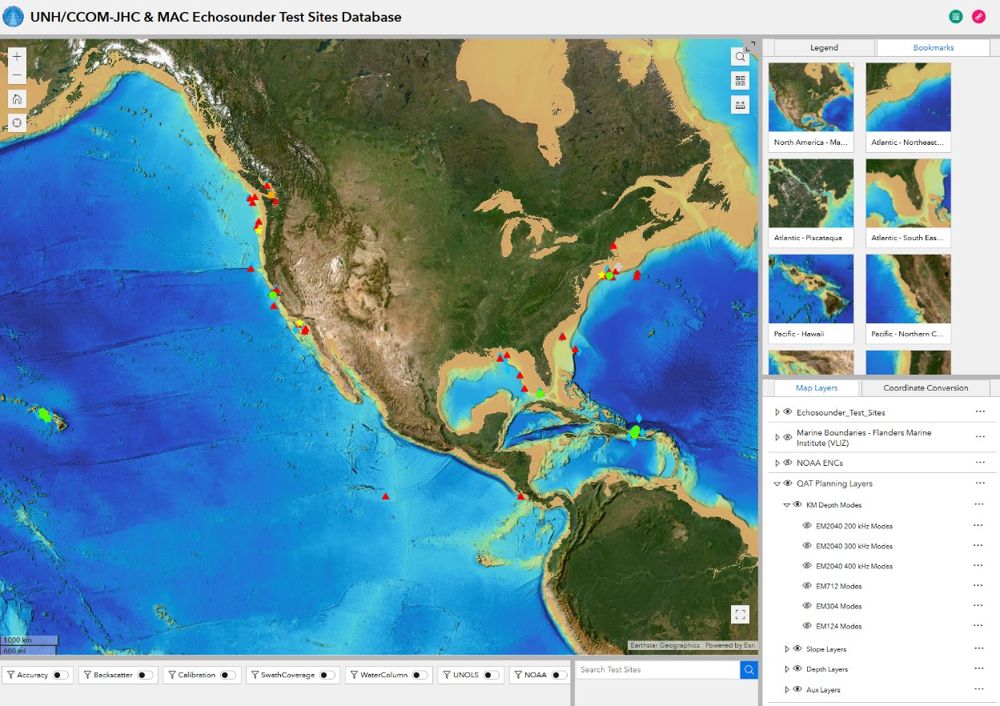 UNH/CCOM-JHC & MAC Echosounder Test Sites Database
Legend
Bookmarks
North America - Ma...
Atlantic - Northeast...
Atlantic - Piscataqua
Atlantic - South Eas...
Pacific - Hawaii
Pacific - Northern C...
Map Layers
Coordinate Conversion
Echosounder_Test_Sites
Marine Boundaries - Flanders Marine
Institute (VLIZ)
NOAA ENCs
QAT Planning Layers
KM Depth Modes
EM2040 200 kHz Modes
EM2040 300 kHz Modes
EM2040 400 kHz Modes
EM712 Modes
EM304 Modes
EM124 Modes
Slope Layers
Depth Layers
Aux Layers
1000 km
600 mi
Earthstar Geographics Powered by Esri
Accuracy
Backscatter
Calibration
SwathCoverage
WaterColumn
UNOLS
NOAA
Search Test Sites